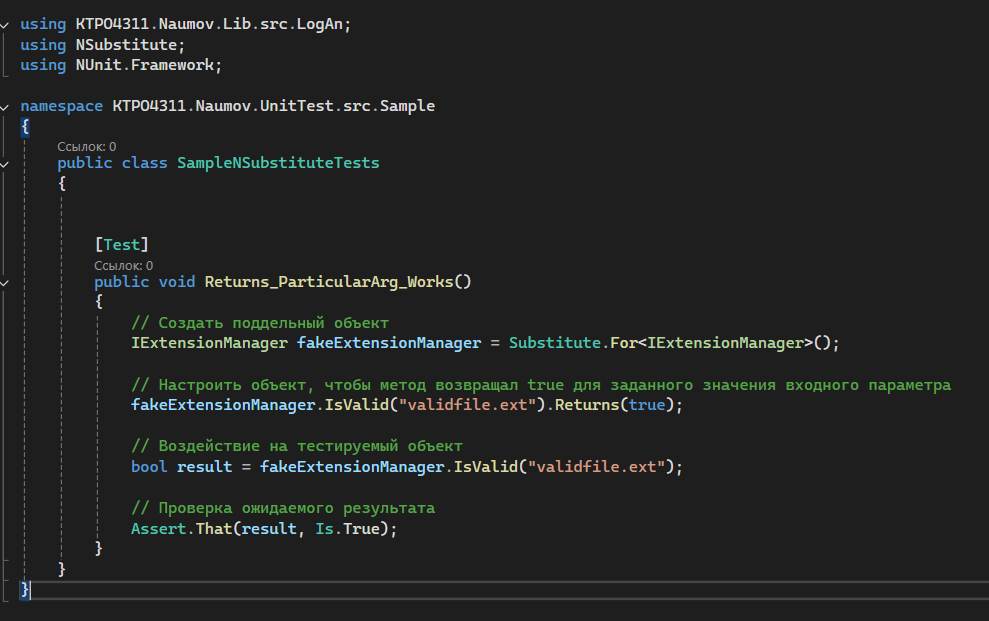 using KTPO4311.Naumov.Lib.src.LogAn;
using NSubstitute;
using NUnit.Framework;
namespace KTPO4311.Naumov.UnitTest.src.Sample
{
Ссылок: 0
public class SampleNSubstituteTests
{
[Test]
Ссылок: 0
public void Returns_ParticularArg_Works()
{
// Создать поддельный объект
IExtensionManager fakeExtensionManager = Substitute.For<IExtensionManager>();
// Настроить объект, чтобы метод возвращал true для заданного значения входного параметра
fakeExtensionManager.IsValid("validfile.ext").Returns(true);
// Воздействие на тестируемый объект
bool result = fakeExtensionManager.IsValid("validfile.ext");
// Проверка ожидаемого результата
Assert.That(result, Is.True);
}
}
}